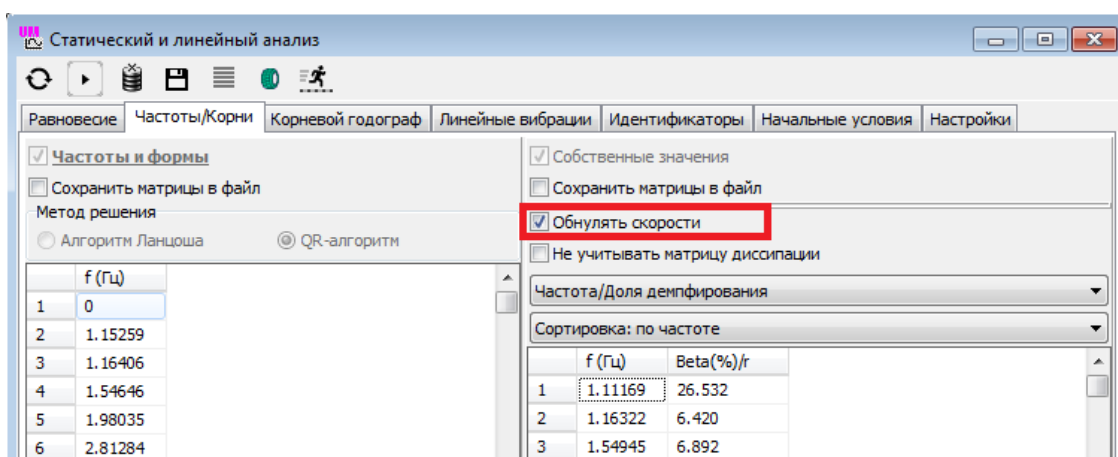 UM Статический и линейный анализ
Равновесие Частоты/Корни Корневой годограф Линейные вибрации Идентификаторы Начальные условия Настройки
Частоты и формы
Сохранить матрицы в файл
Метод решения
Алгоритм Ланцоша QR-алгоритм
f (Гц)
1 0
2 1.15259
3 1.16406
4 1.54646
5 1.98035
6 2.81284
Собственные значения
Сохранить матрицы в файл
Обнулять скорости
Не учитывать матрицу диссипации
Частота/Доля демпфирования
Сортировка: по частоте
f (Гц) Beta(%)/r
1 1.11169 26.532
2 1.16322 6.420
3 1.54945 6.892